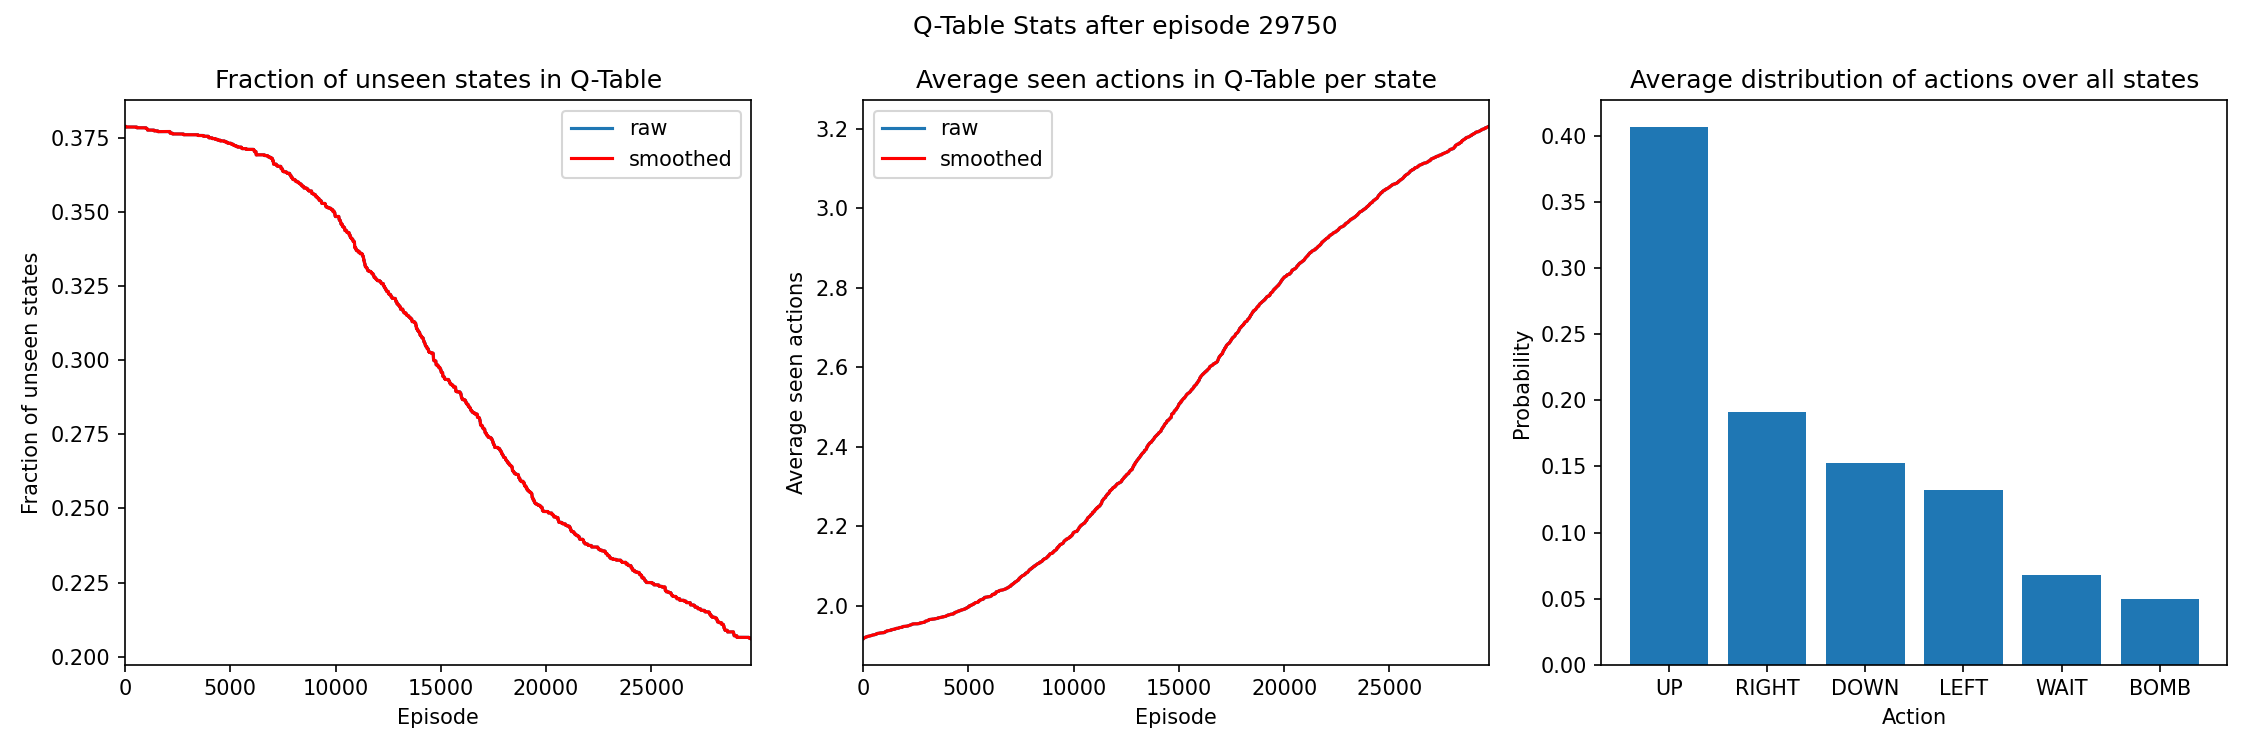 Q-Table Stats after episode 29750
Fraction of unseen states in Q-Table
raw
smoothed
0.375
0.350
0.325
0.300
0.275
0.250
0.225
0.200
Fraction of unseen states
0 5000 10000 15000 20000 25000
Episode
Average seen actions in Q-Table per state
raw
smoothed
3.2
3.0
2.8
2.6
2.4
2.2
2.0
Average seen actions
0 5000 10000 15000 20000 25000
Episode
Average distribution of actions over all states
0.40
0.35
0.30
0.25
0.20
0.15
0.10
0.05
0.00
Probability
UP RIGHT DOWN LEFT WAIT BOMB
Action